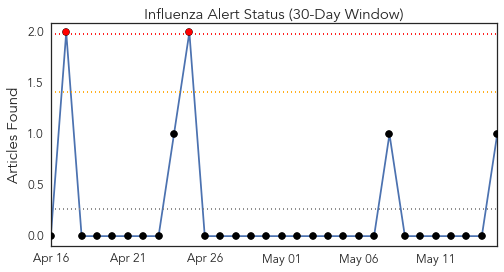 Influenza Alert Status (30-Day Window)
Articles Found
2.0
1.5
1.0
0.5
0.0
Apr 16
Apr 21
Apr 26
May 01
May 06
May 11